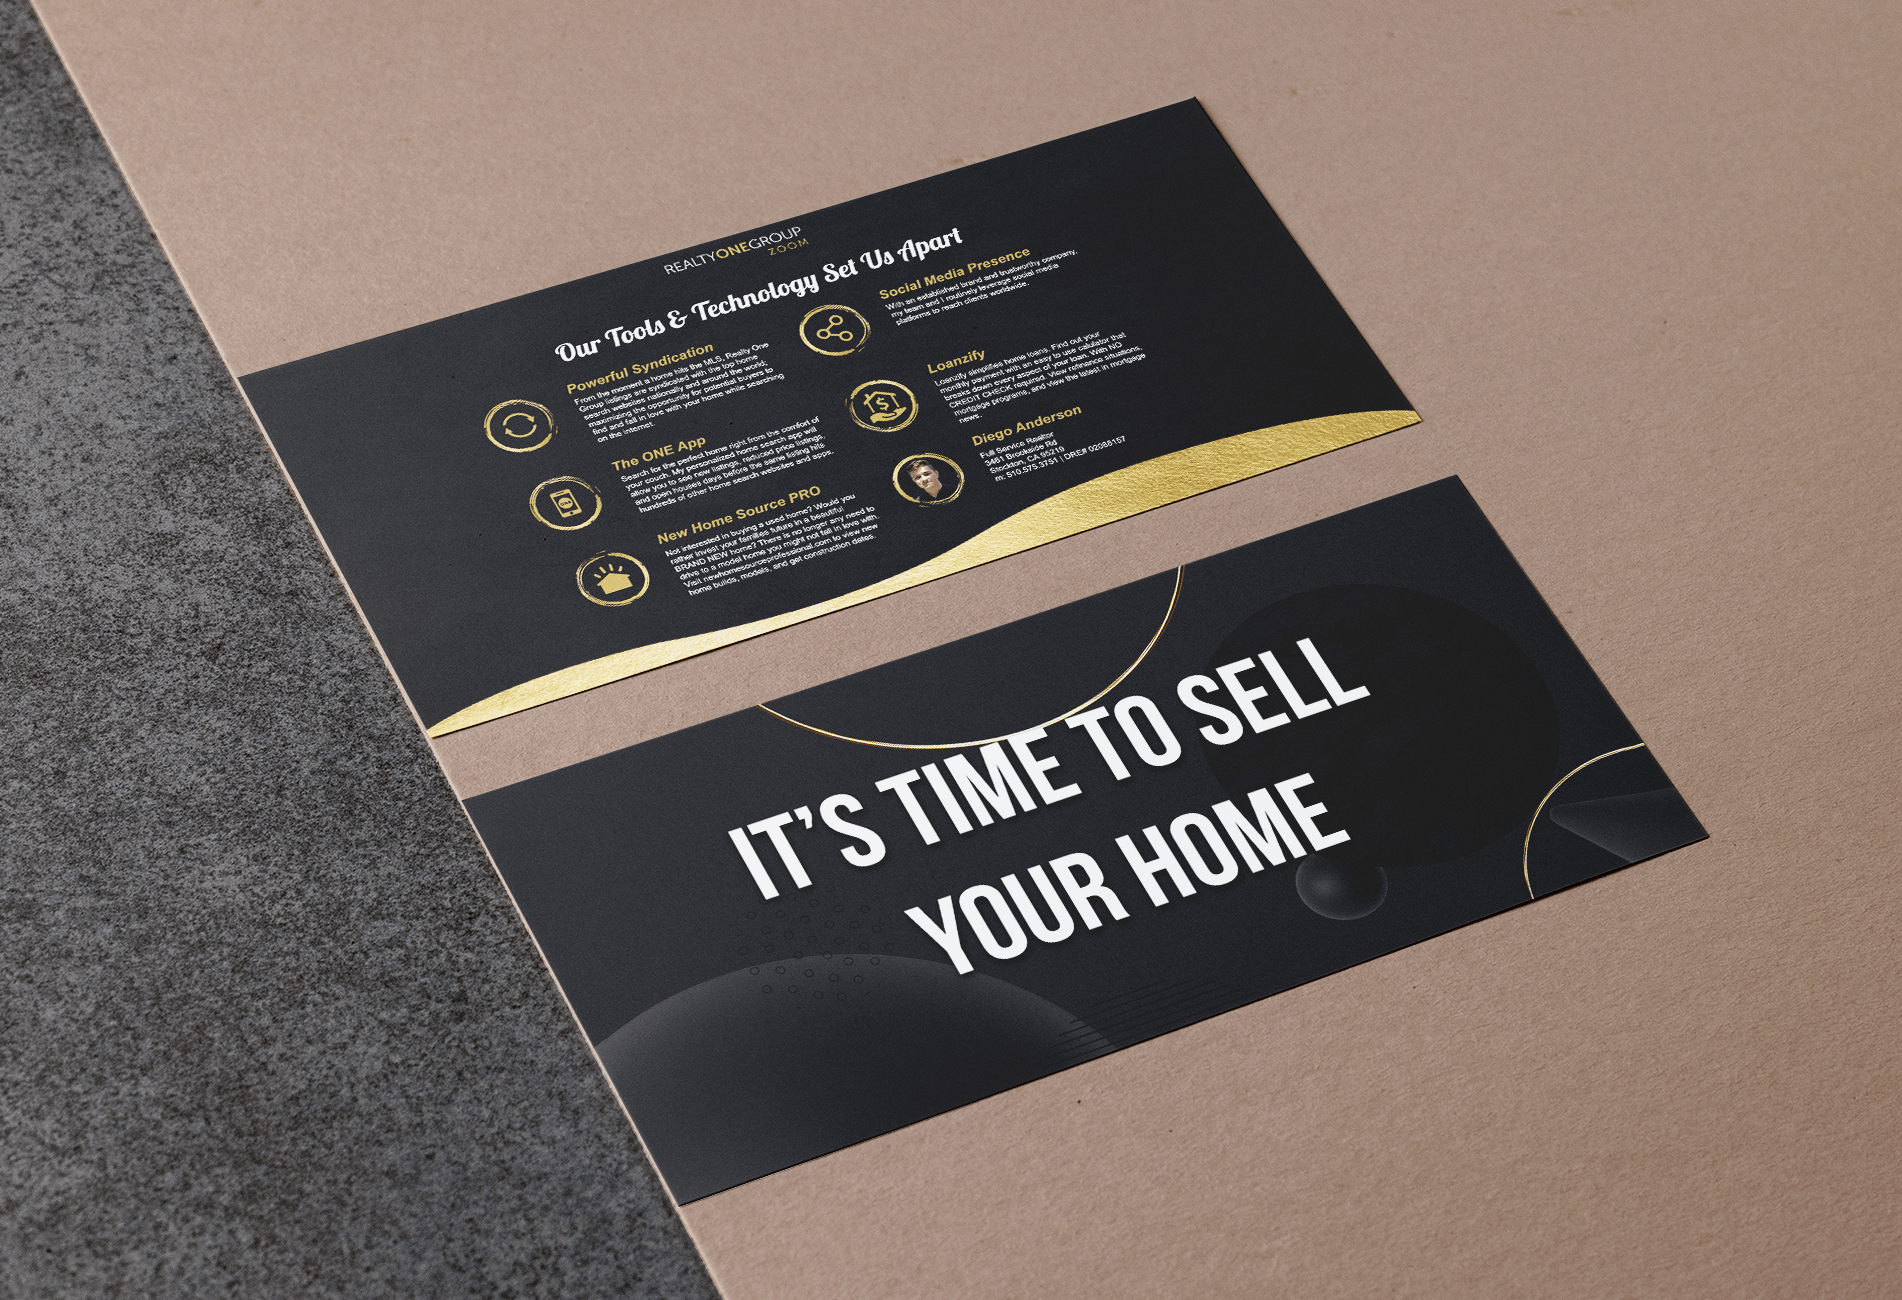 REALTYONEGROUP
ZOOM
Our Tools & Technology Set Us Apart
Powerful Syndication
From the moment a home hits the MLS, Realty One
Group listings are syndicated with the top home
search websites nationally and around the world;
maximizing the opportunity for potential buyers to
find and fall in love with your home while searching
on the internet.
The ONE App
Search for the perfect home right from the comfort of
your couch. My personalized home search app will
allow you to see new listings, reduced price listings,
and open houses days before the same listing hits
hundreds of other home search websites and apps.
New Home Source PRO
Not interested in buying a used home? Would you
rather invest your families future in a beautiful
BRAND NEW home? There is no longer any need to
drive to a model home you might not fall in love with.
Visit newhomesourceprofessional.com to view new
home builds, models, and get construction dates.
Social Media Presence
With an established brand and trustworthy company,
my team and I routinely leverage social media
platforms to reach clients worldwide.
Loanzify
Loanzify simplifies home loans. Find out your
monthly payment with an easy to use calulator that
breaks down every aspect of your loan. With NO
CREDIT CHECK required. View refinance situations,
mortgage programs, and view the latest in mortgage
news.
Diego Anderson
Full Service Realtor
3461 Brookside Rd
Stockton, CA 95219
m: 510.575.3751 | DRE# 02088157
IT'S TIME TO SELL
YOUR HOME